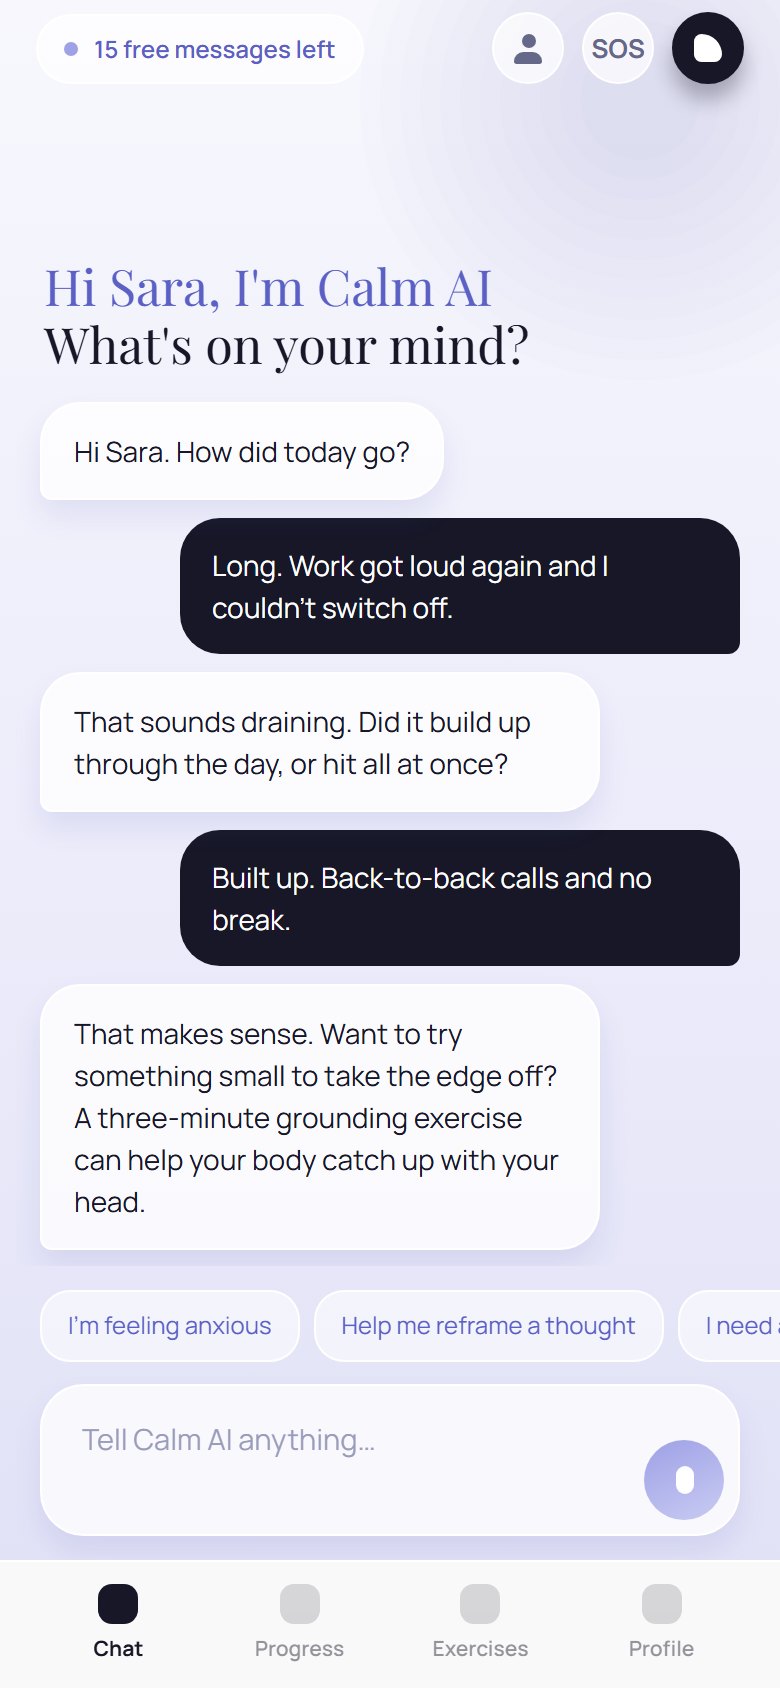 15 free messages left
SOS
Hi Sara, I'm Calm AI
What's on your mind?
Hi Sara. How did today go?
Long. Work got loud again and I
couldn’t switch off.
That sounds draining. Did it build up
through the day, or hit all at once?
Built up. Back-to-back calls and no
break.
That makes sense. Want to try
something small to take the edge off?
A three-minute grounding exercise
can help your body catch up with your
head.
I’m feeling anxious
Help me reframe a thought
I need
Tell Calm AI anything…
Chat
Progress
Exercises
Profile